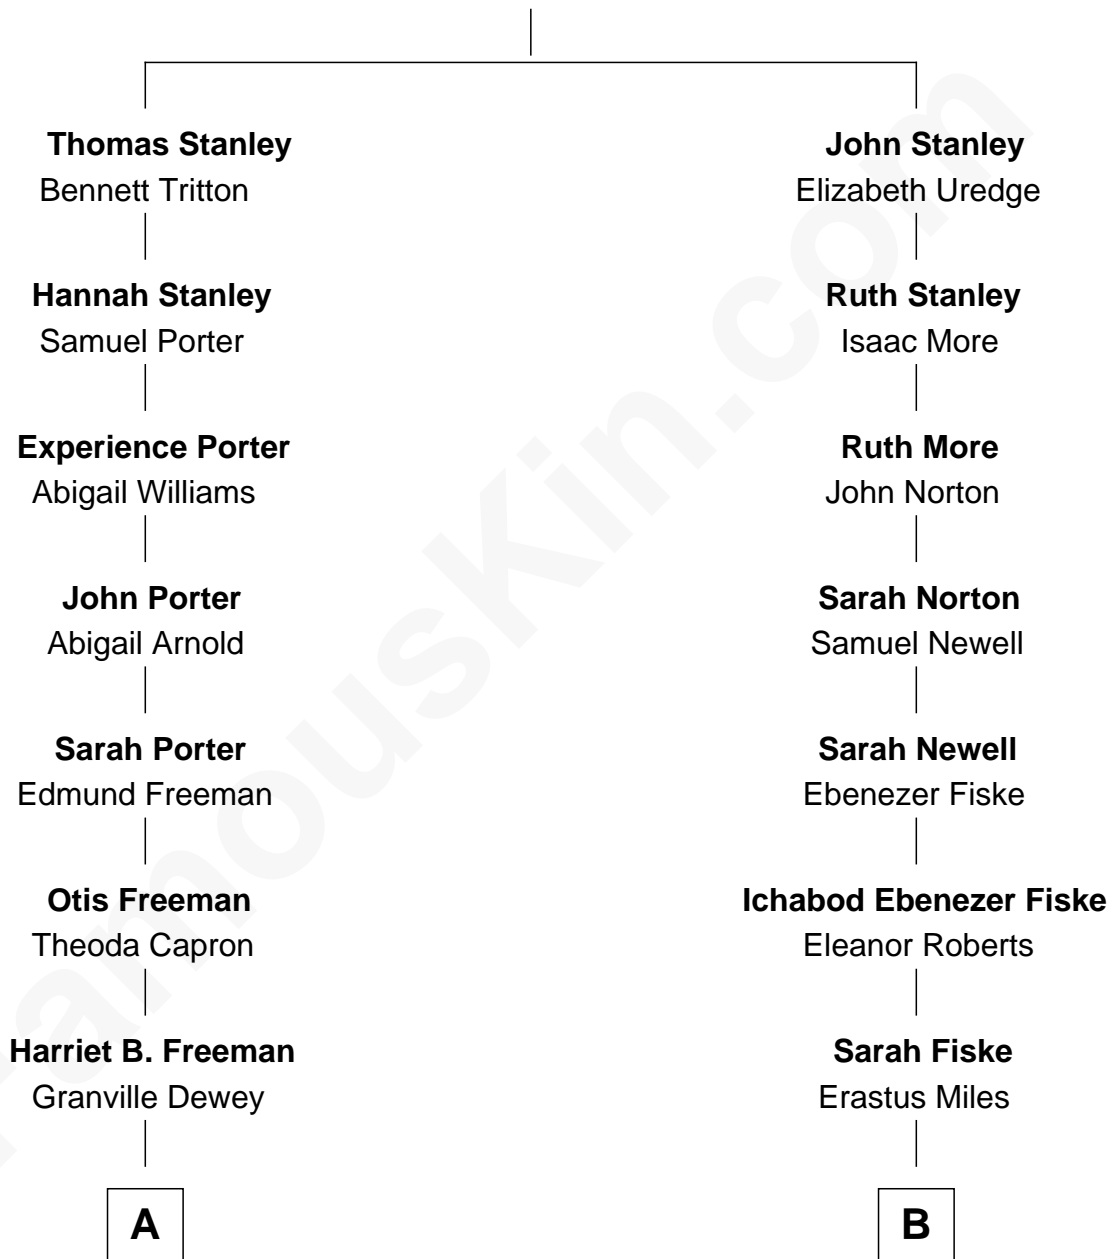 Thomas Stanley
Bennett Tritton
Hannah Stanley
Samuel Porter
Experience Porter
Abigail Williams
John Porter
Abigail Arnold
Sarah Porter
Edmund Freeman
Otis Freeman
Theoda Capron
Harriet B. Freeman
Granville Dewey
A
John Stanley
Elizabeth Uredge
Ruth Stanley
Isaac More
Ruth More
John Norton
Sarah Norton
Samuel Newell
Sarah Newell
Ebenezer Fiske
Ichabod Ebenezer Fiske
Eleanor Roberts
Sarah Fiske
Erastus Miles
B
FamousKin.com